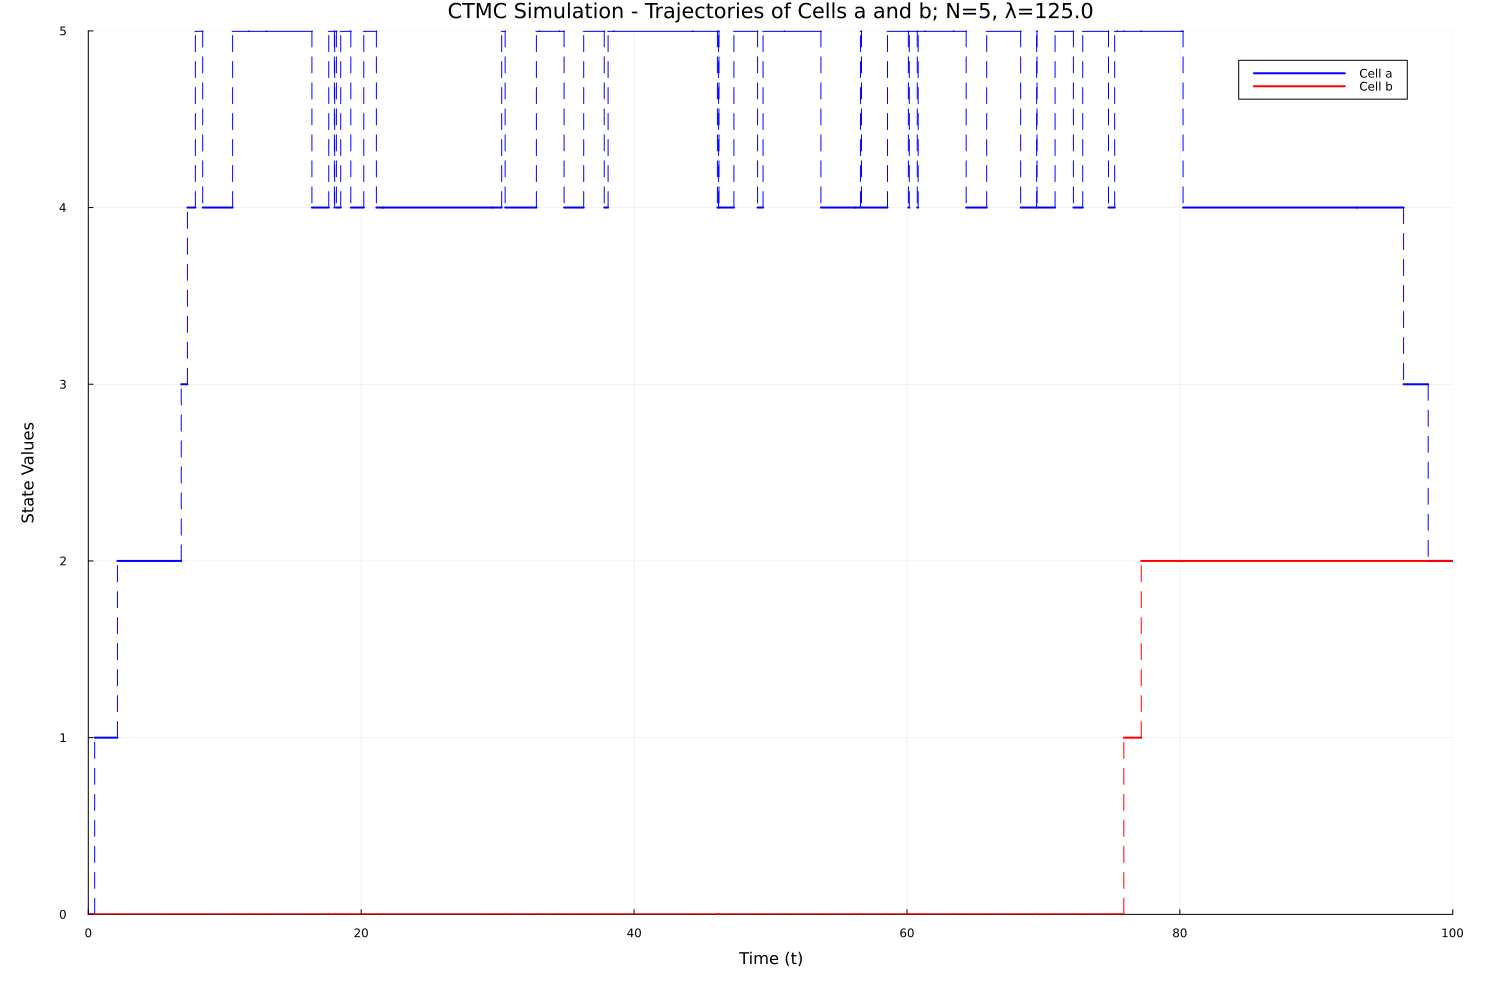 CTMC Simulation - Trajectories of Cells a and b; N=5, λ=125.0
5
4
3
2
1
0
State Values
Cell a
Cell b
0 20 40 60 80 100
Time (t)